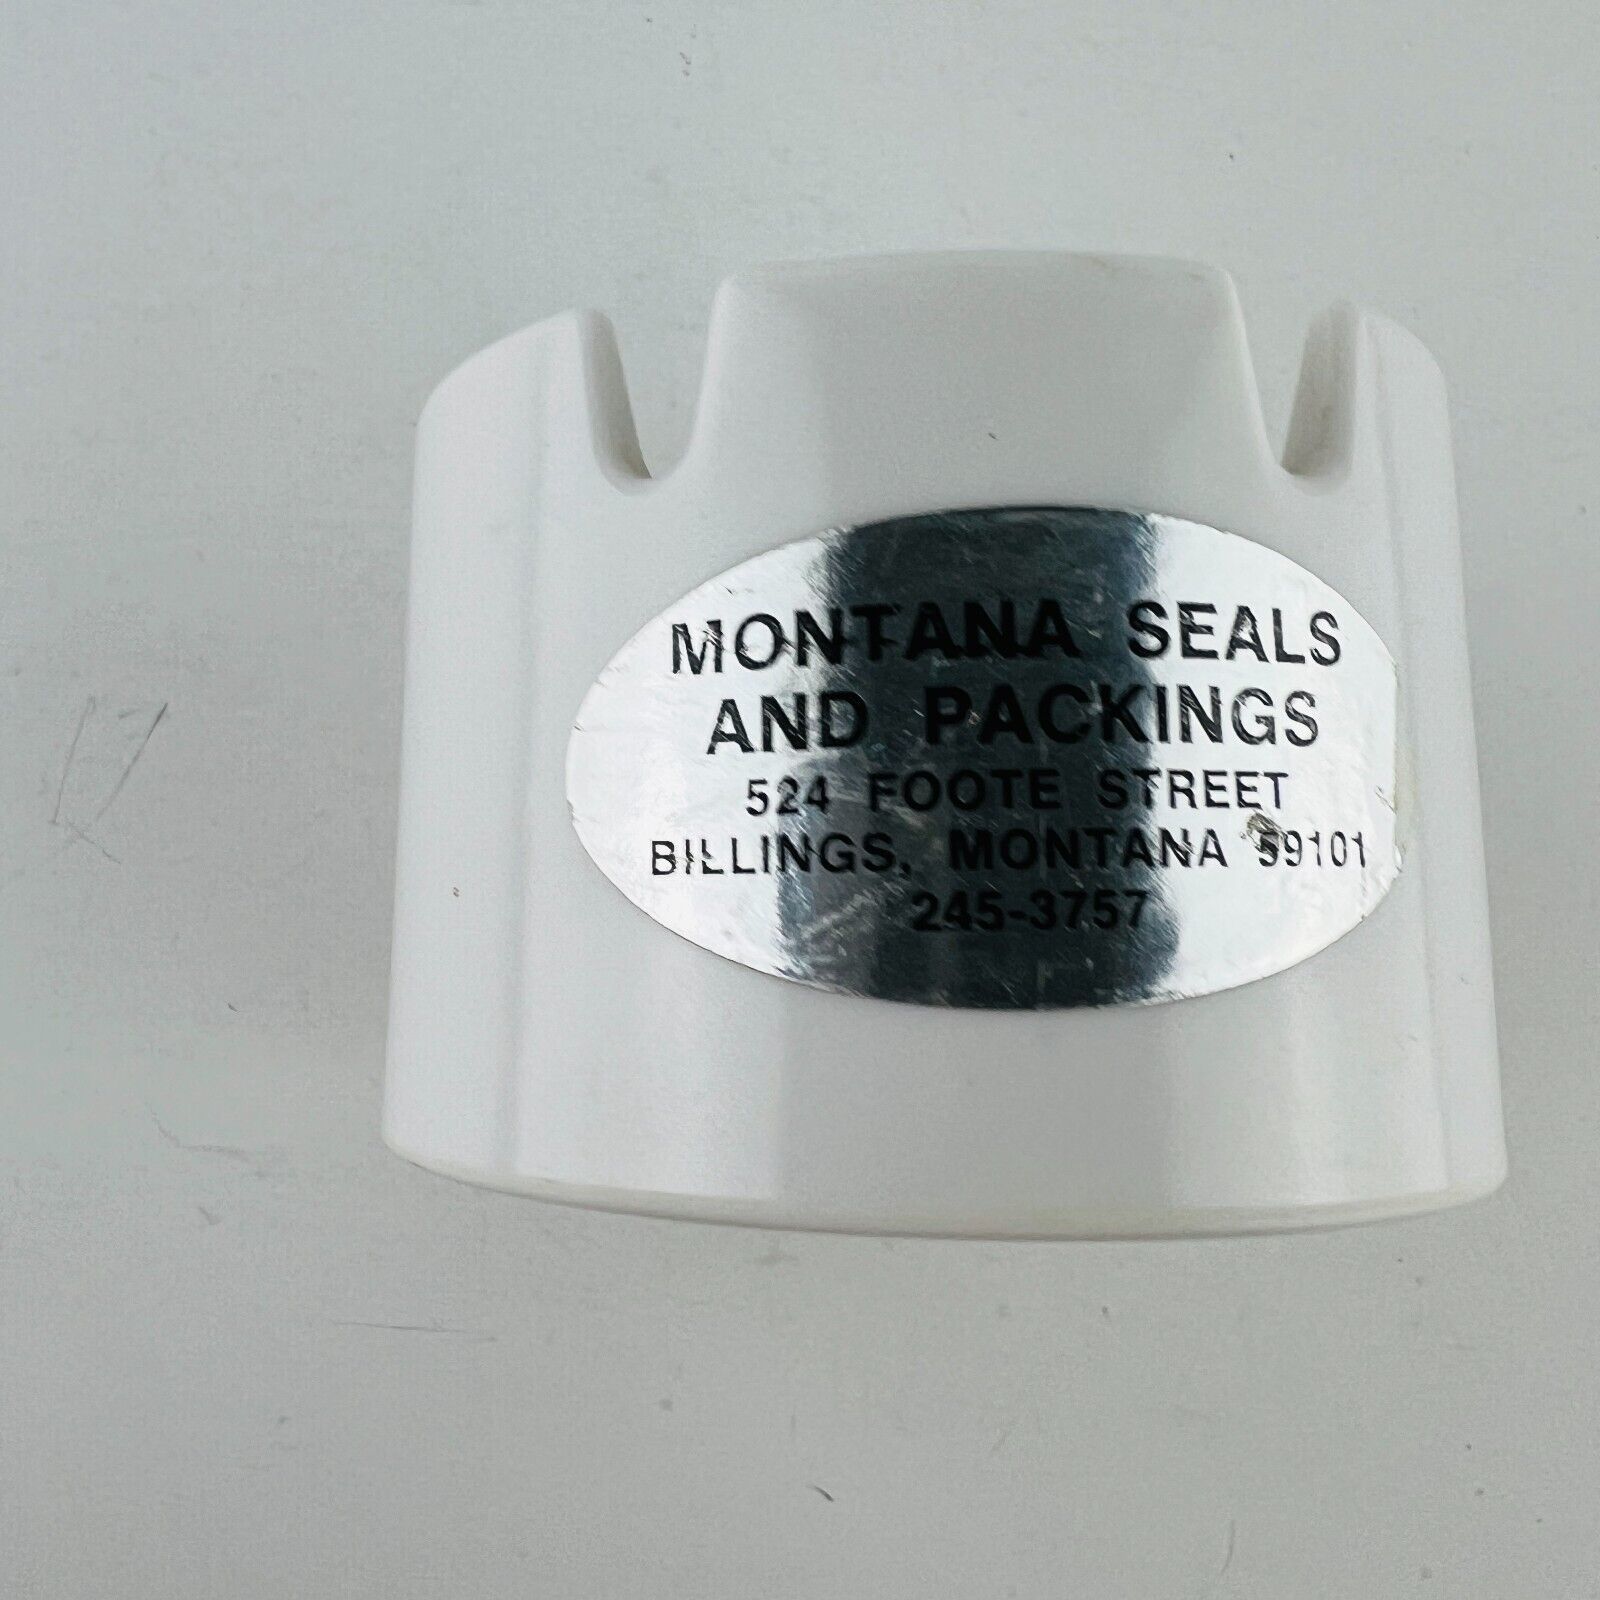 MONTANA SEALS
AND PACKINGS
524 FOOTE STREET
BILLINGS, MONTANA 59101
245-3757